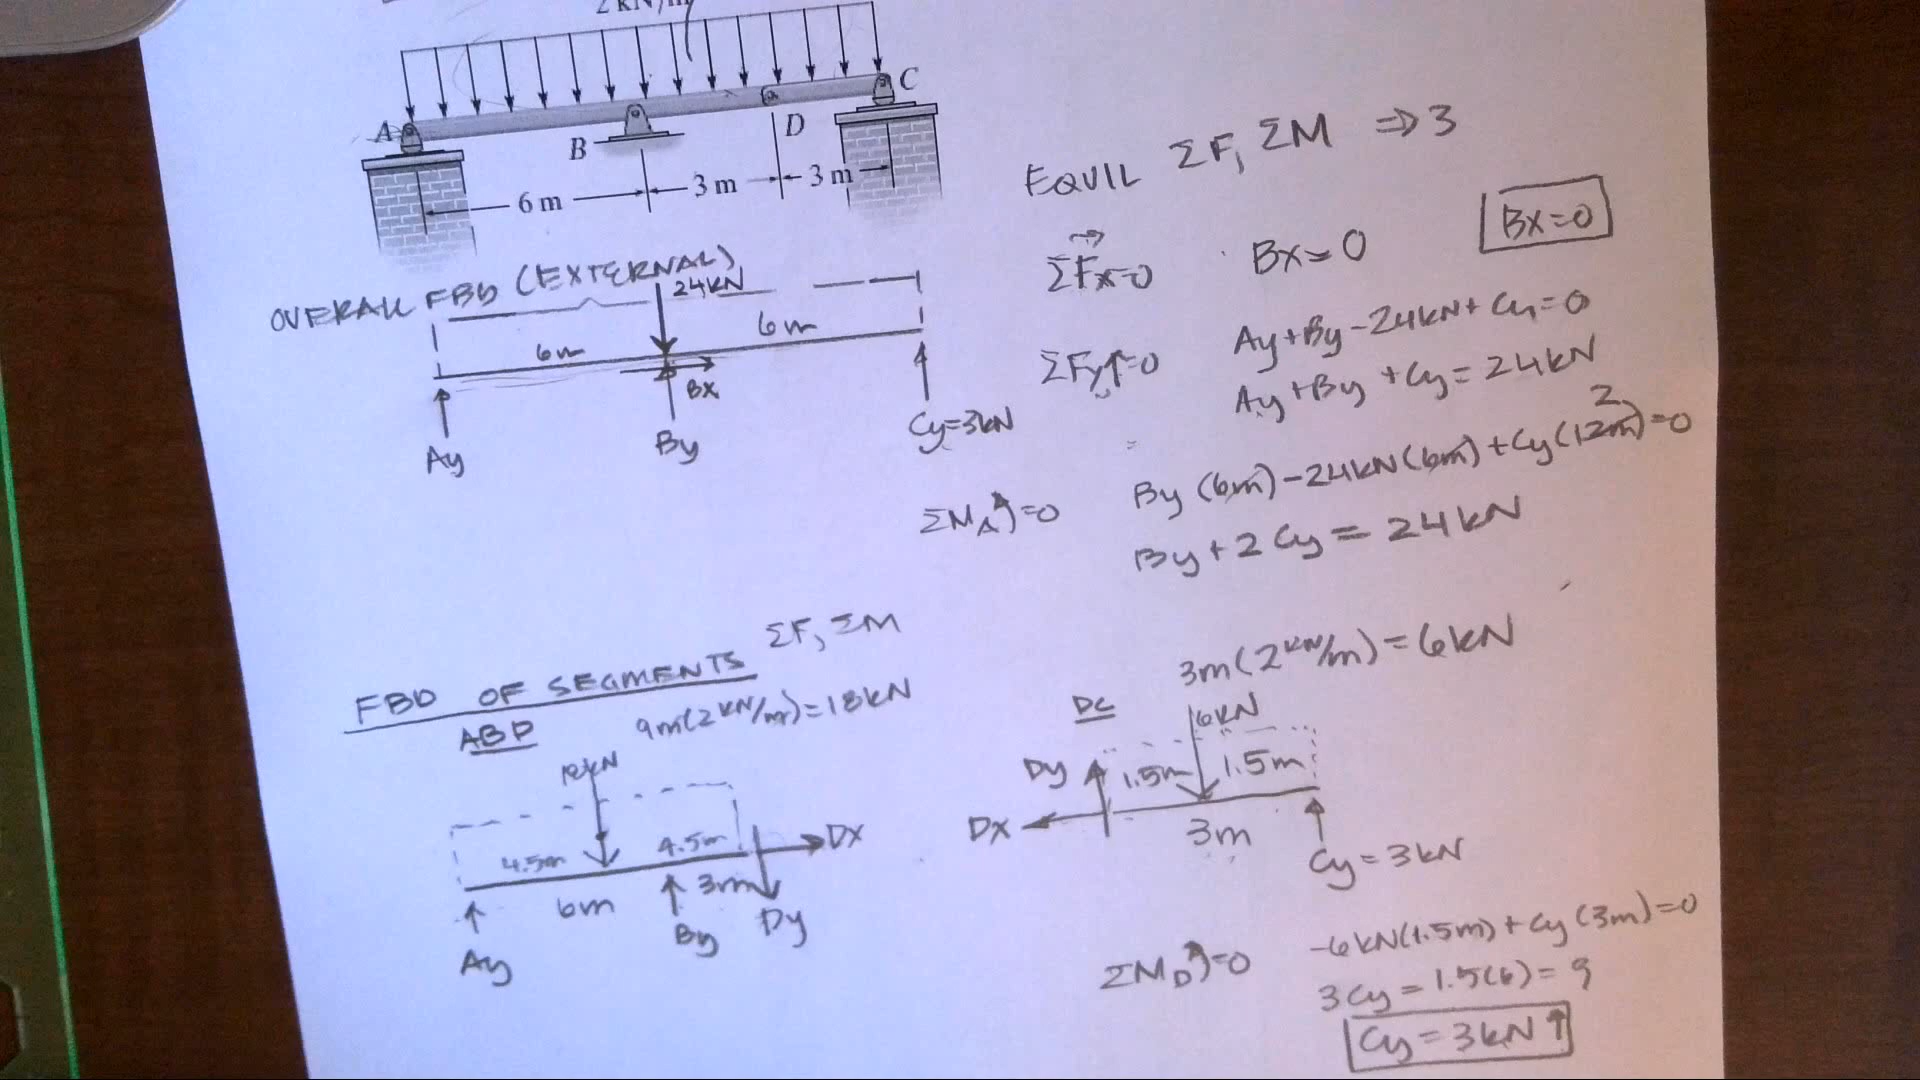 2 kN/m
A
B
D
C
6 m
3 m
3 m
EQUIL ΣF, ΣM ⇒ 3
ΣFx=0 Bx=0
Bx=0
OVERALL FBD (EXTERNAL)
24kN
6m
6m
Bx
Ay
By
Cy=3kN
ΣFy↑=0 Ay+By-24kN+Cy=0
Ay+By+Cy=24kN
ΣMA=0 By(6m)-24kN(6m)+Cy(12m)=0
2
By+2Cy=24kN
FBD OF SEGMENTS ΣF, ΣM
ABD 9m(2kN/m)=18kN
18kN
4.5m
4.5m
Dx
6m
3m
Ay
By
Dy
3m(2kN/m)=6kN
DC
6kN
Dy
1.5m
1.5m
Dx
3m
Cy=3kN
ΣMD=0 -6kN(1.5m)+Cy(3m)=0
3Cy=1.5(6)=9
Cy=3kN↑